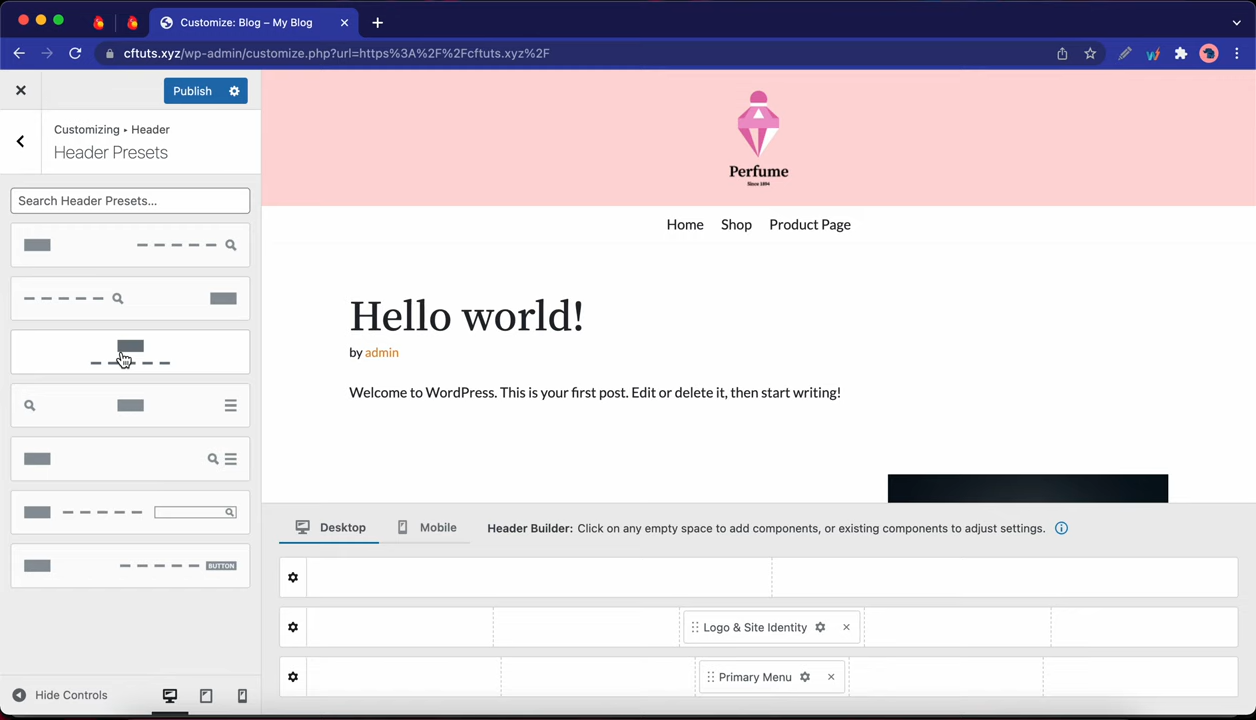 Customize: Blog – My Blog
cftuts.xyz/wp-admin/customize.php?url=https%3A%2F%2Fcftuts.xyz%2F
Publish
Customizing ▸ Header
Header Presets
Search Header Presets...
BUTTON
Hide Controls
Perfume
Since 1894
Home Shop Product Page
Hello world!
by admin
Welcome to WordPress. This is your first post. Edit or delete it, then start writing!
Desktop Mobile Header Builder: Click on any empty space to add components, or existing components to adjust settings.
Logo & Site Identity
Primary Menu